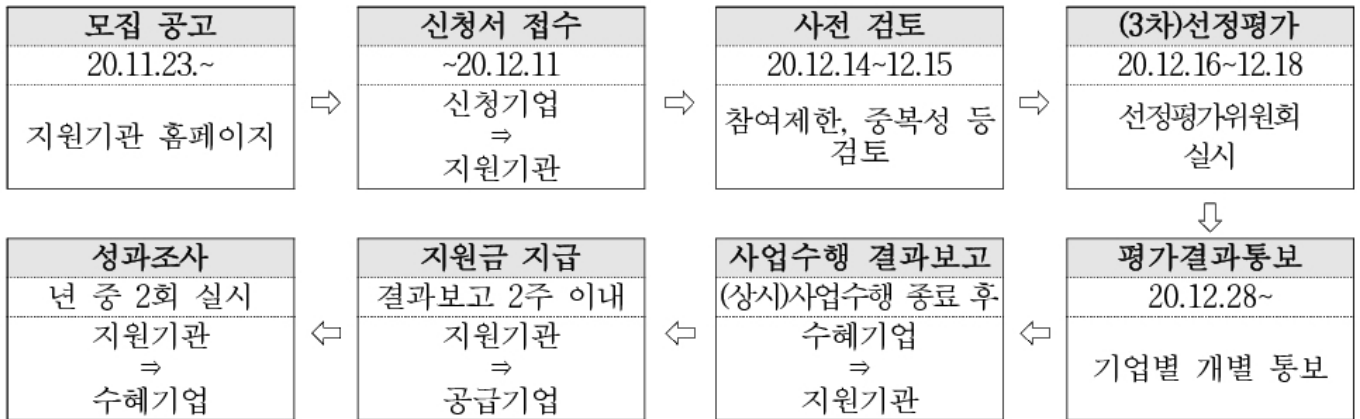 모집 공고
20.11.23.~
지원기관 홈페이지
⇨
신청서 접수
~20.12.11
신청기업
⇒
지원기관
⇨
사전 검토
20.12.14~12.15
참여제한, 중복성 등
검토
⇨
(3차)선정평가
20.12.16~12.18
선정평가위원회
실시
⇩
평가결과통보
20.12.28~
기업별 개별 통보
⇦
사업수행 결과보고
(상시)사업수행 종료 후
수혜기업
⇒
지원기관
⇦
지원금 지급
결과보고 2주 이내
지원기관
⇒
공급기업
⇦
성과조사
년 중 2회 실시
지원기관
⇒
수혜기업